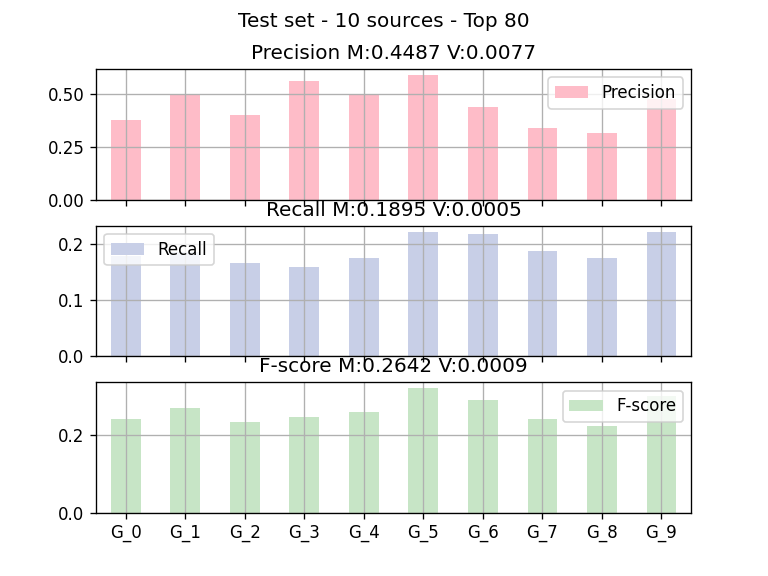 Test set - 10 sources - Top 80
Precision M:0.4487 V:0.0077
0.50
0.25
0.00
Precision
Recall M:0.1895 V:0.0005
0.2
0.1
0.0
Recall
F-score M:0.2642 V:0.0009
0.2
0.0
F-score
G_0 G_1 G_2 G_3 G_4 G_5 G_6 G_7 G_8 G_9